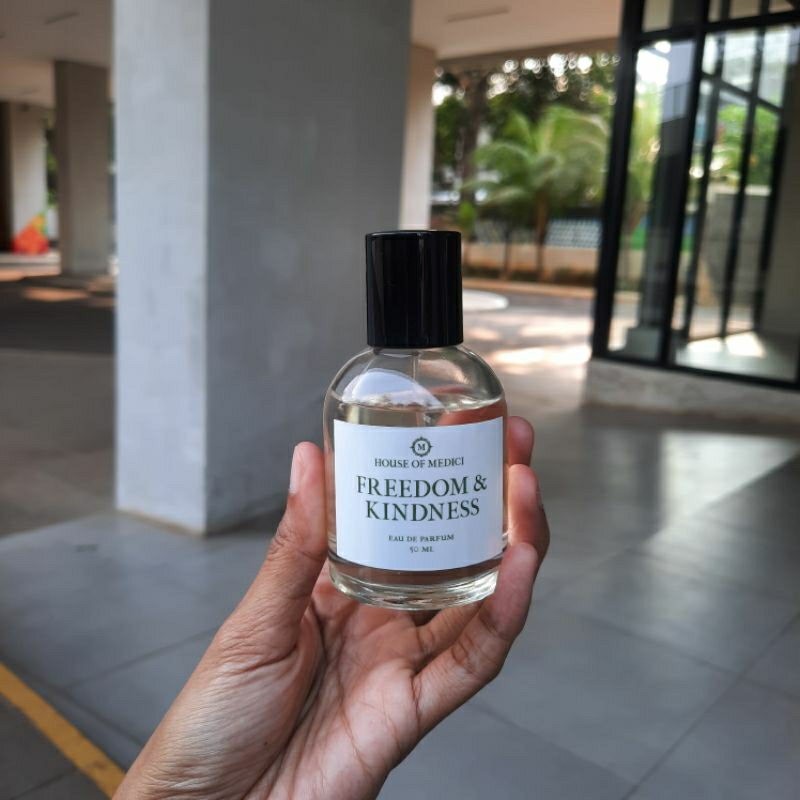 M
HOUSE OF MEDICI
FREEDOM &
KINDNESS
EAU DE PARFUM
50 ML